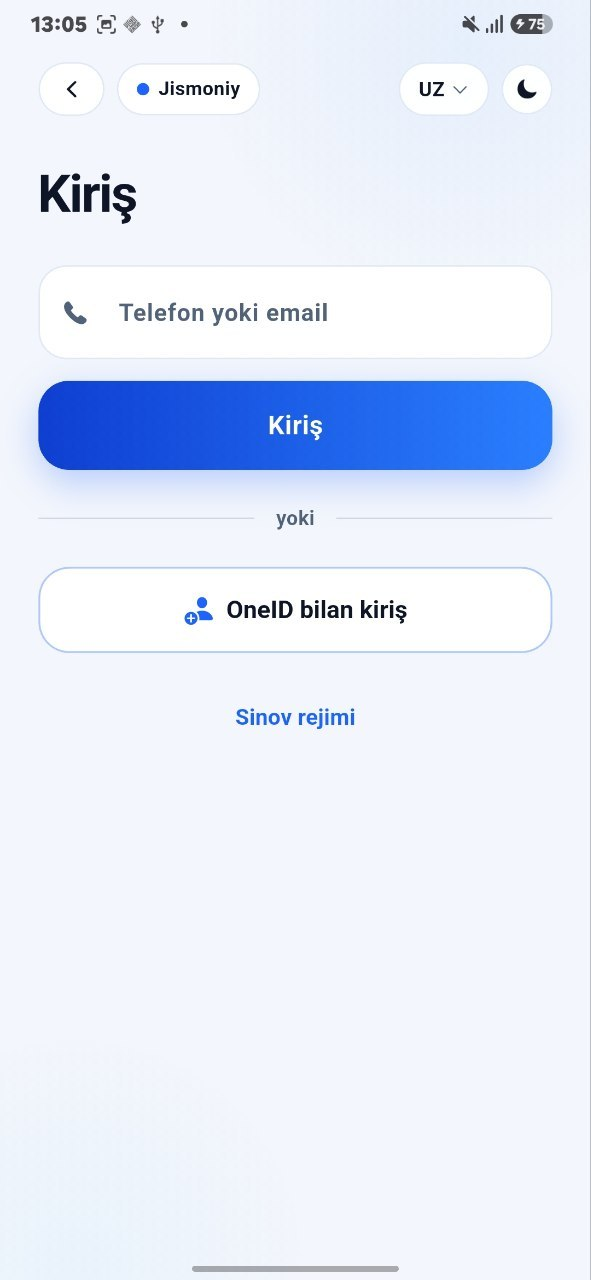 13:05
75
Jismoniy
UZ
Kiriş
Telefon yoki email
Kiriş
yoki
OneID bilan kiriş
Sinov rejimi